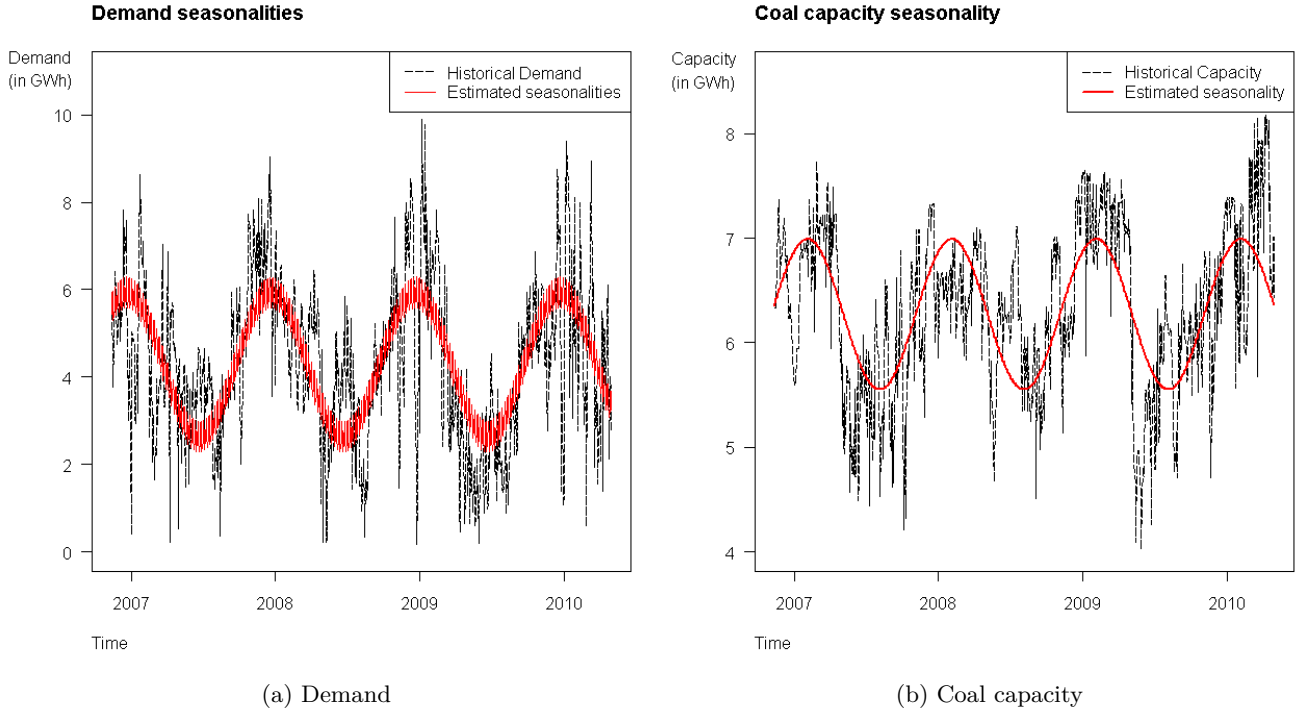 Demand seasonalities
Demand
(in GWh)
Historical Demand
Estimated seasonalities
10
8
6
4
2
0
2007 2008 2009 2010
Time
(a) Demand
Coal capacity seasonality
Capacity
(in GWh)
Historical Capacity
Estimated seasonality
8
7
6
5
4
2007 2008 2009 2010
Time
(b) Coal capacity